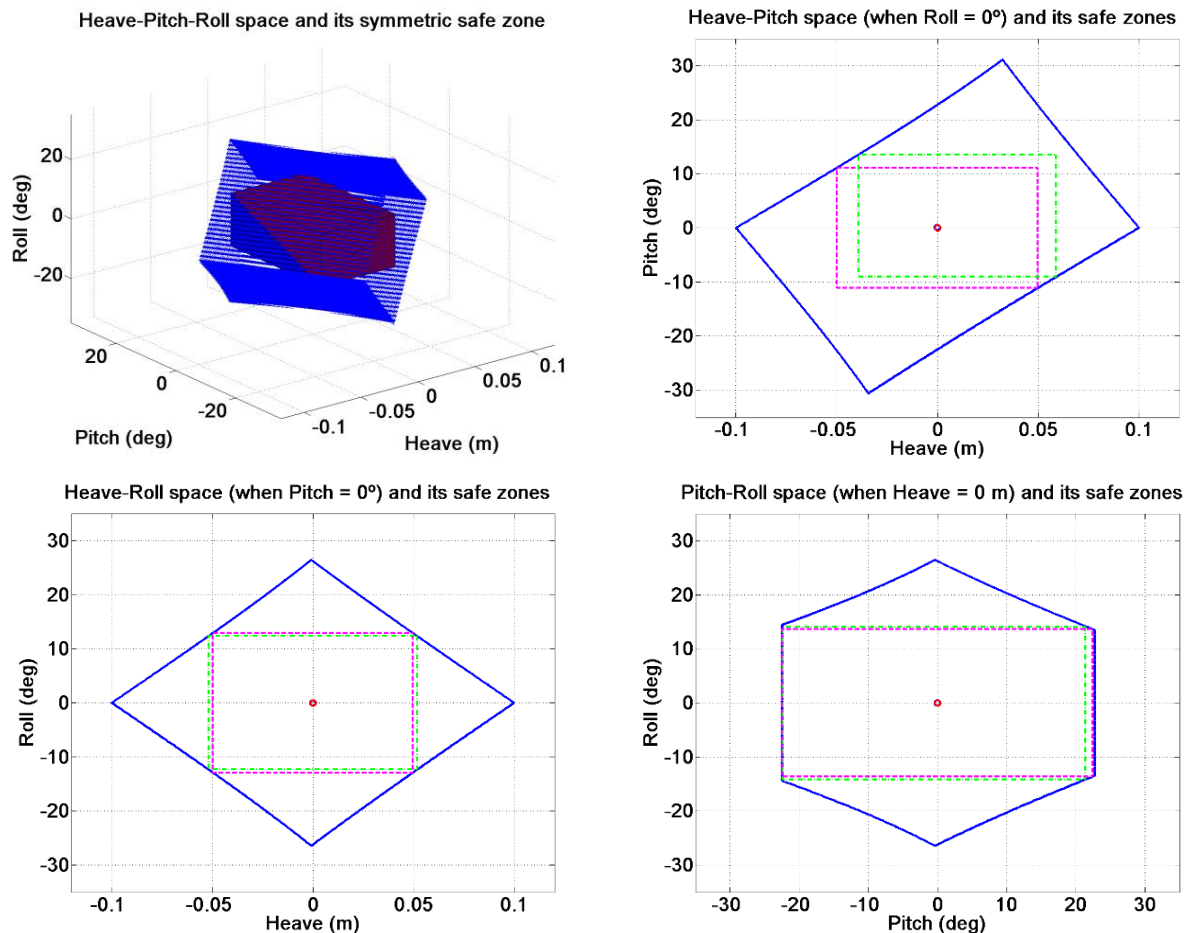 Heave-Pitch-Roll space and its symmetric safe zone
20
0
-20
Roll (deg)
20
0
-20
Pitch (deg)
-0.1
-0.05
0
0.05
0.1
Heave (m)
Heave-Pitch space (when Roll = 0º) and its safe zones
30
20
10
0
-10
-20
-30
Pitch (deg)
-0.1 -0.05 0 0.05 0.1
Heave (m)
Heave-Roll space (when Pitch = 0º) and its safe zones
30
20
10
0
-10
-20
-30
Roll (deg)
-0.1 -0.05 0 0.05 0.1
Heave (m)
Pitch-Roll space (when Heave = 0 m) and its safe zones
30
20
10
0
-10
-20
-30
Roll (deg)
-30 -20 -10 0 10 20 30
Pitch (deg)